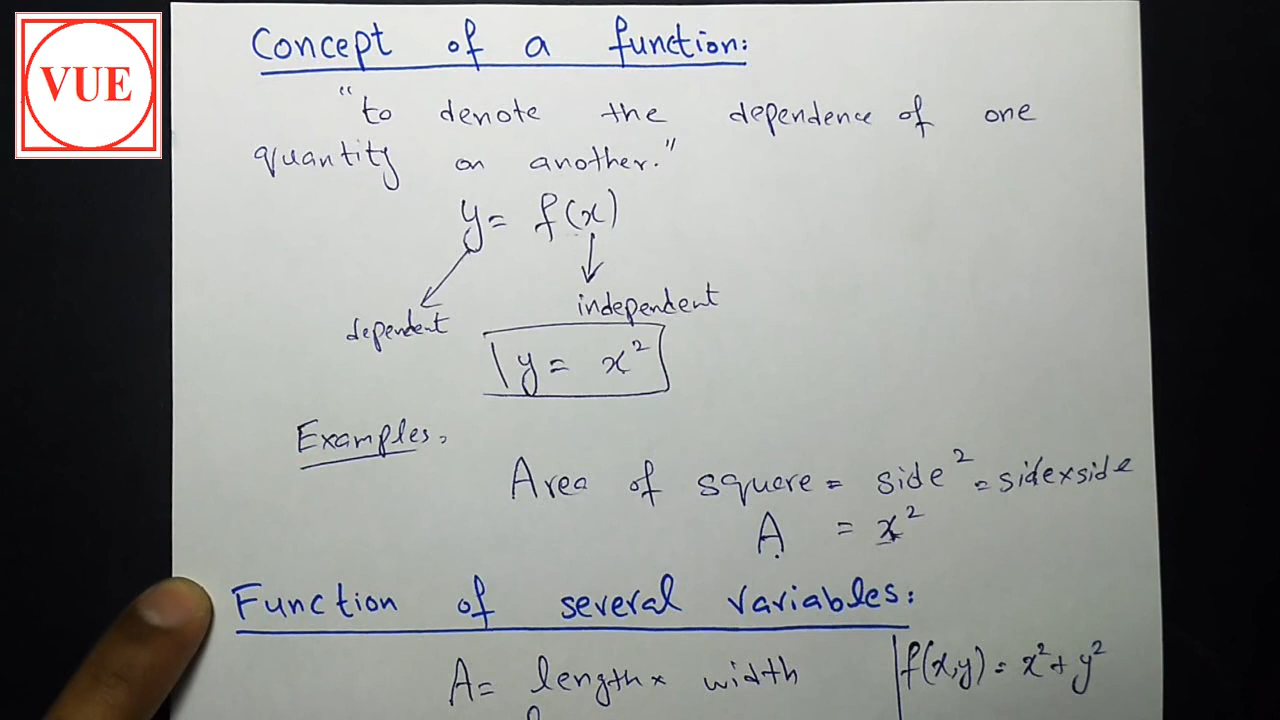 VUE
Concept of a function:
"to denote the dependence of one
quantity on another."
y = f(x)
independent
dependent
y = x²
Examples.
Area of square = side² = side×side
A = x²
Function of several variables:
A = length × width
f(x,y) = x² + y²